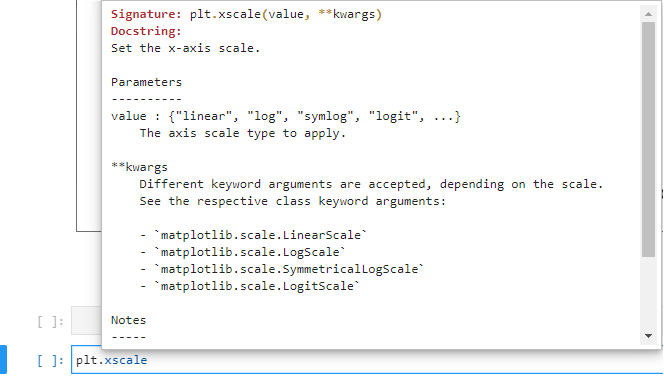 Signature: plt.xscale(value, **kwargs)
Docstring:
Set the x-axis scale.
Parameters
----------
value : {"linear", "log", "symlog", "logit", ...}
The axis scale type to apply.
**kwargs
Different keyword arguments are accepted, depending on the scale.
See the respective class keyword arguments:
- `matplotlib.scale.LinearScale`
- `matplotlib.scale.LogScale`
- `matplotlib.scale.SymmetricalLogScale`
- `matplotlib.scale.LogitScale`
Notes
-----
[ ]:
[ ]: plt.xscale